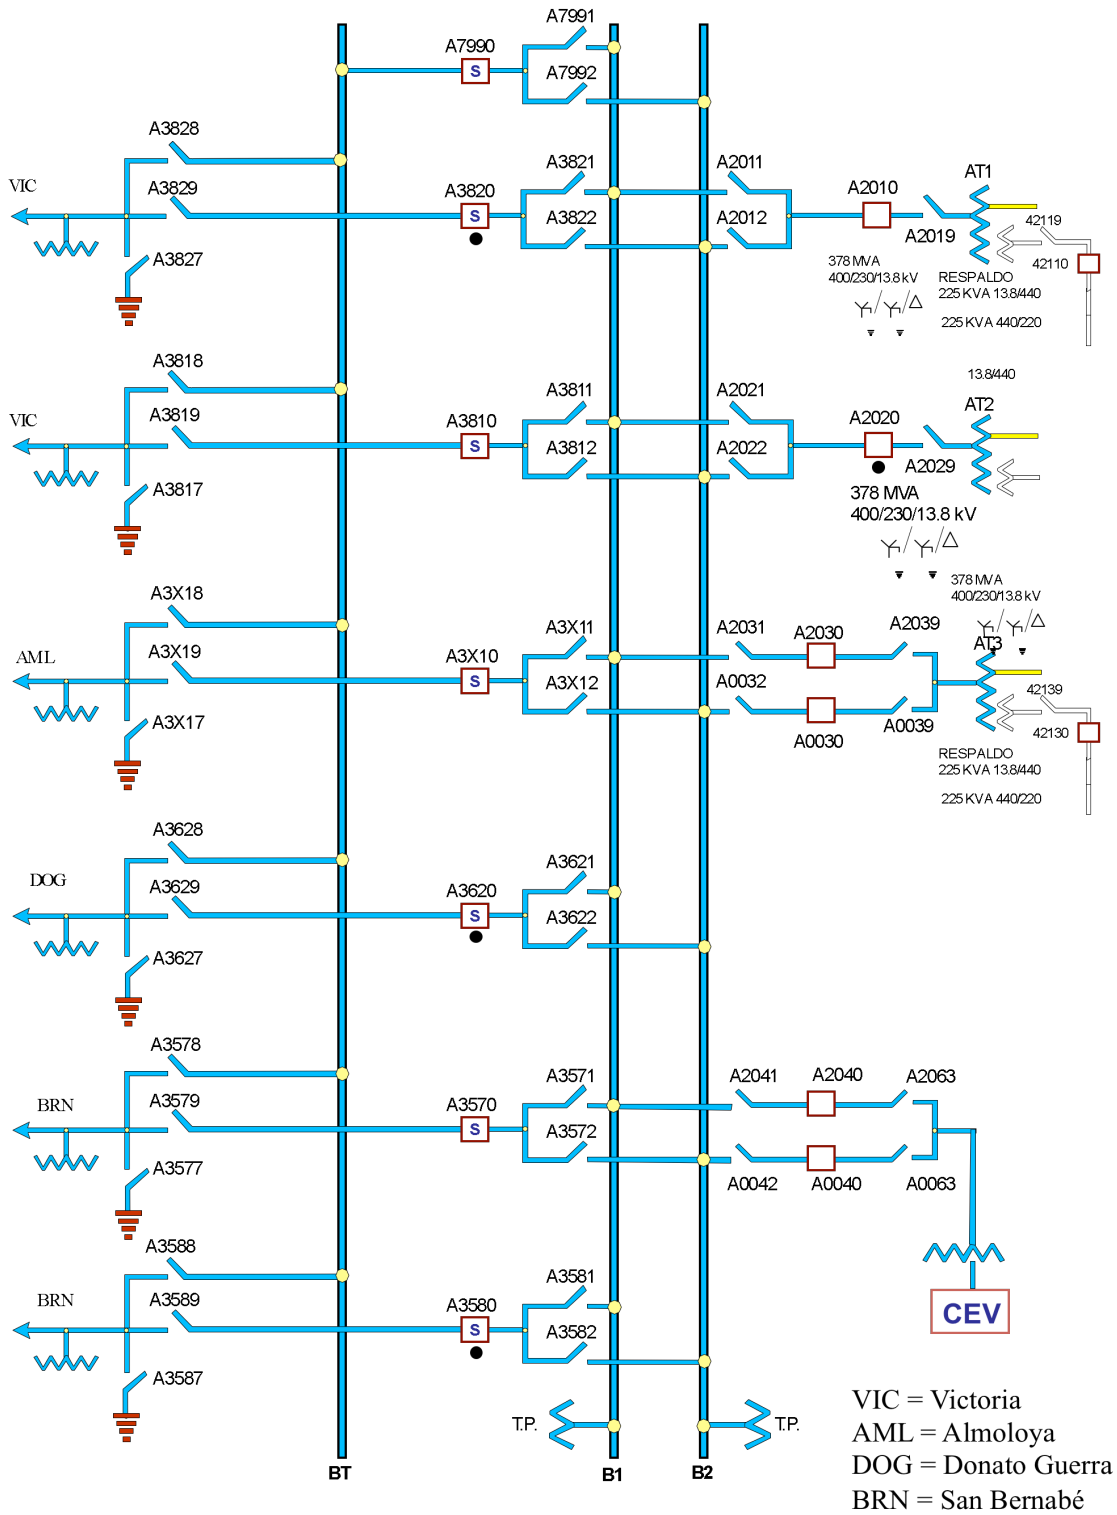 A7991
A7990
S
A7992
A3828
VIC
A3829
A3827
A3821
A3820
S
A3822
A2011
A2012
A2010
A2019
AT1
42119
42110
378 MVA
400/230/13.8 kV
RESPALDO
225 KVA 13.8/440
225 KVA 440/220
A3818
VIC
A3819
A3817
A3811
A3810
S
A3812
A2021
A2022
A2020
A2029
13.8/440
AT2
378 MVA
400/230/13.8 kV
A3X18
AML
A3X19
A3X17
A3X11
A3X10
S
A3X12
A2031
A0032
A2030
A0030
A2039
A0039
378 MVA
400/230/13.8 kV
AT3
42139
42130
RESPALDO
225 KVA 13.8/440
225 KVA 440/220
A3628
DOG
A3629
A3627
A3621
A3620
S
A3622
A3578
BRN
A3579
A3577
A3571
A3570
S
A3572
A2041
A2040
A2063
A0042
A0040
A0063
CEV
A3588
BRN
A3589
A3587
A3581
A3580
S
A3582
T.P.
T.P.
BT
B1
B2
VIC = Victoria
AML = Almoloya
DOG = Donato Guerra
BRN = San Bernabé